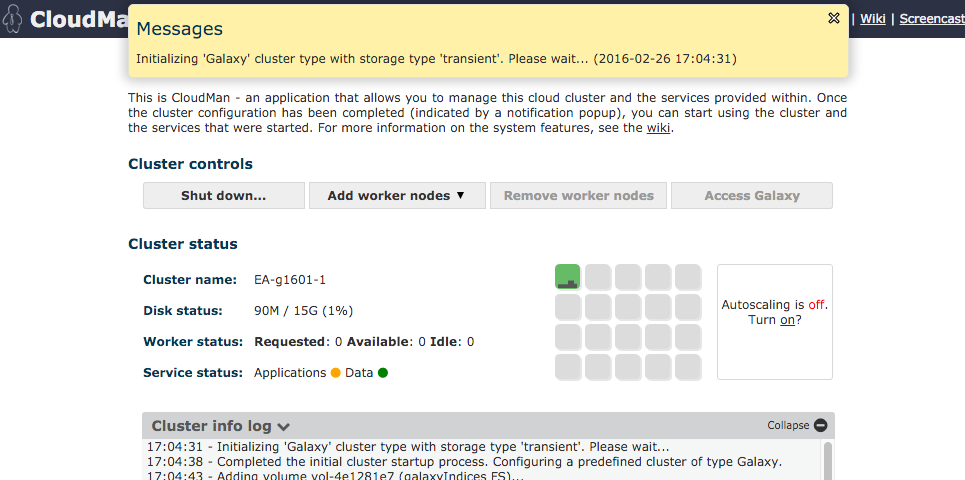 CloudMa
Messages
Initializing 'Galaxy' cluster type with storage type 'transient'. Please wait... (2016-02-26 17:04:31)
| Wiki | Screencast
This is CloudMan - an application that allows you to manage this cloud cluster and the services provided within. Once
the cluster configuration has been completed (indicated by a notification popup), you can start using the cluster and
the services that were started. For more information on the system features, see the wiki.
Cluster controls
Shut down... Add worker nodes ▼ Remove worker nodes Access Galaxy
Cluster status
Cluster name: EA-g1601-1
Disk status: 90M / 15G (1%)
Worker status: Requested: 0 Available: 0 Idle: 0
Service status: Applications Data
Autoscaling is off.
Turn on?
Cluster info log Collapse
17:04:31 - Initializing 'Galaxy' cluster type with storage type 'transient'. Please wait...
17:04:38 - Completed the initial cluster startup process. Configuring a predefined cluster of type Galaxy.
17:04:43 - Adding volume vol-4e1281e7 (galaxyIndices FS)...